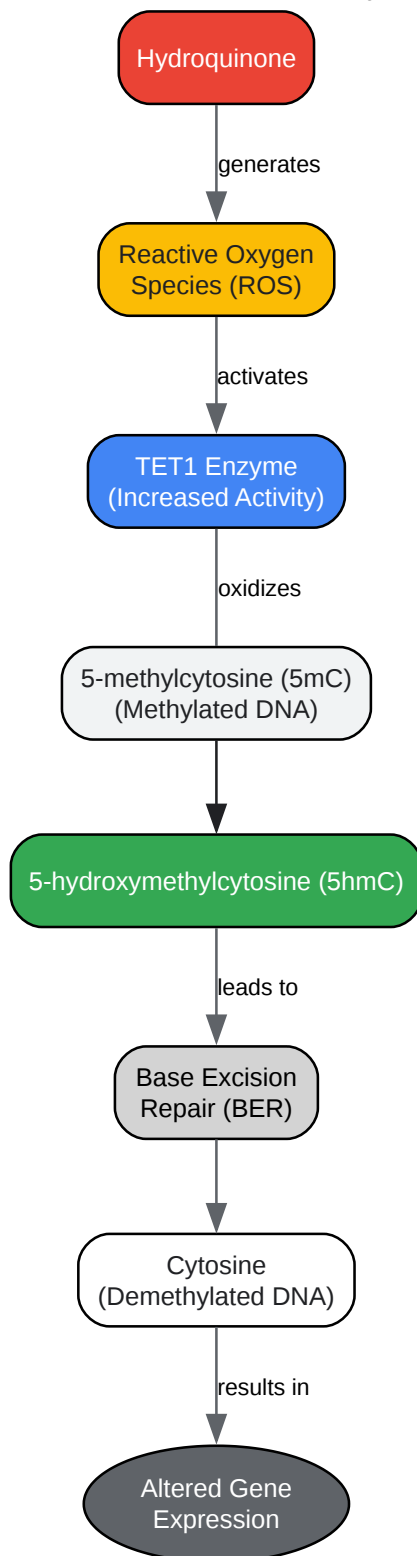 Hydroquinone
generates
Reactive Oxygen
Species (ROS)
activates
TET1 Enzyme
(Increased Activity)
oxidizes
5-methylcytosine (5mC)
(Methylated DNA)
5-hydroxymethylcytosine (5hmC)
leads to
Base Excision
Repair (BER)
Cytosine
(Demethylated DNA)
results in
Altered Gene
Expression